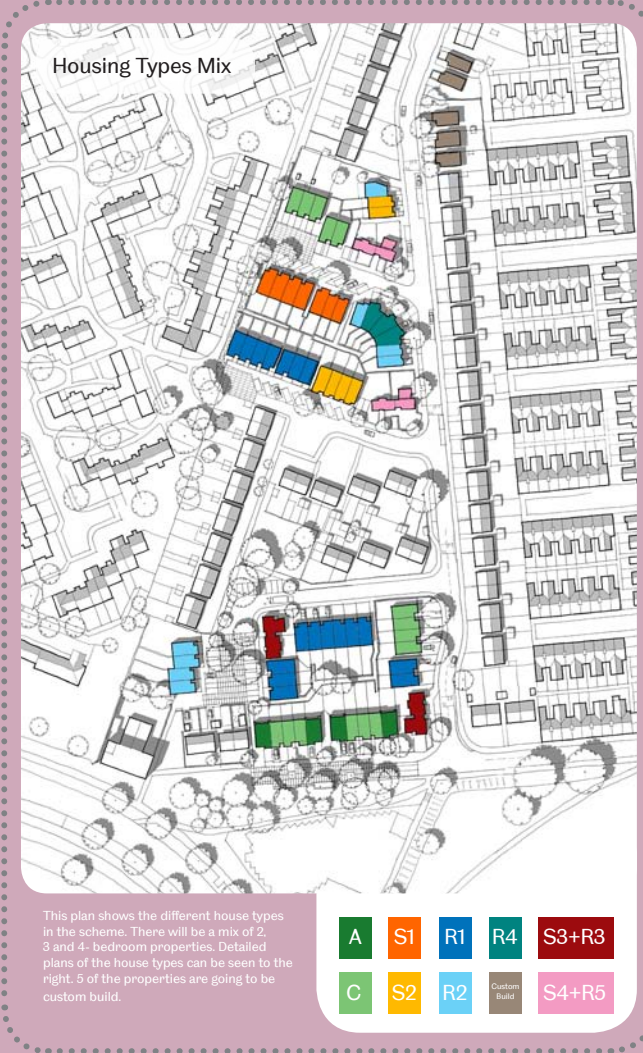 Housing Types Mix
This plan shows the different house types
in the scheme. There will be a mix of 2,
3 and 4- bedroom properties. Detailed
plans of the house types can be seen to the
right. 5 of the properties are going to be
custom build.
A S1 R1 R4 S3+R3
C S2 R2 Custom
Build S4+R5